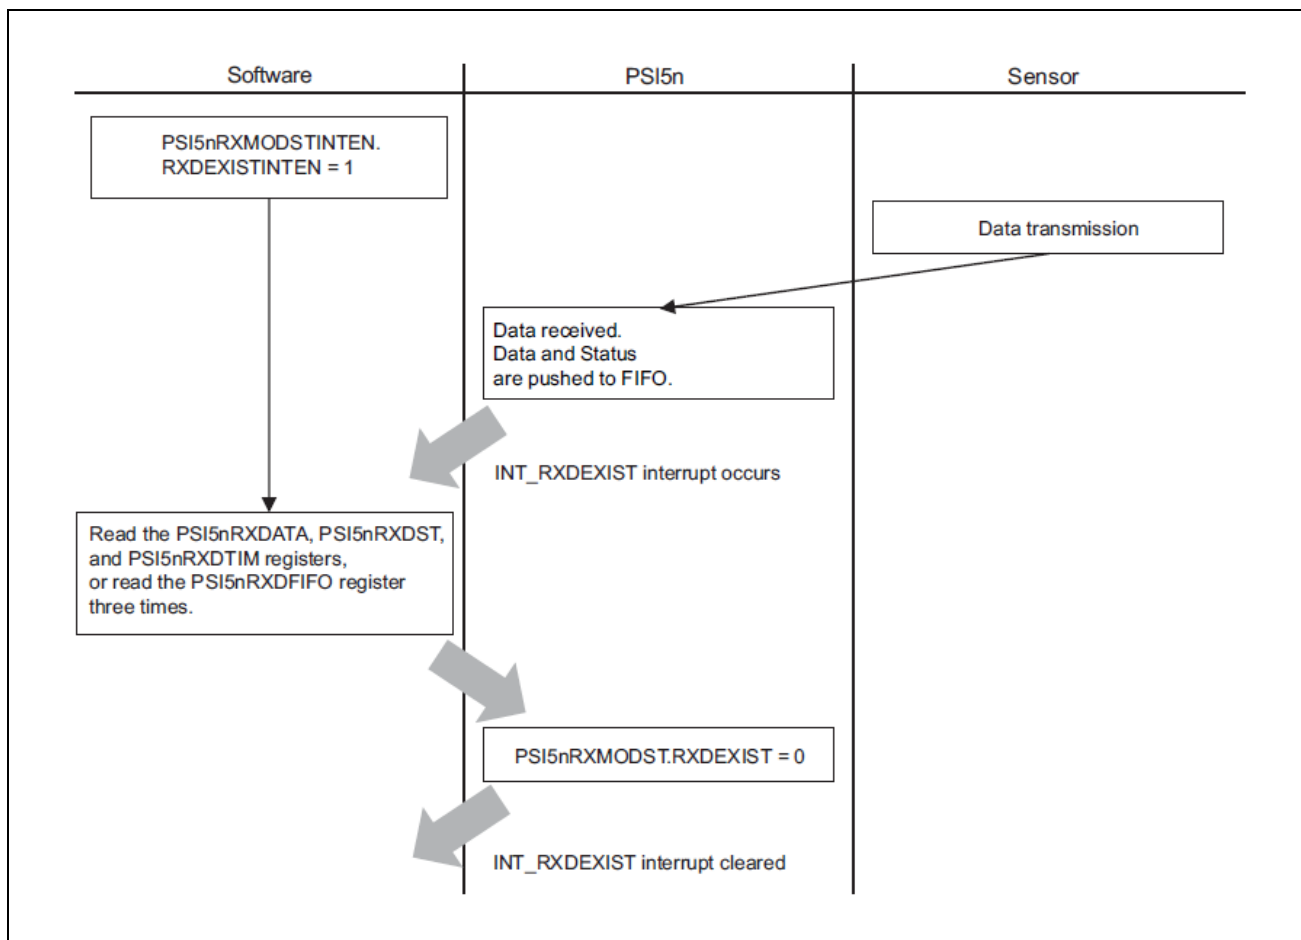 Software
PSI5n
Sensor
PSI5nRXMODSTINTEN.
RXDEXISTINTEN = 1
Data transmission
Data received.
Data and Status
are pushed to FIFO.
INT_RXDEXIST interrupt occurs
Read the PSI5nRXDATA, PSI5nRXDST,
and PSI5nRXDTIM registers,
or read the PSI5nRXDFIFO register
three times.
PSI5nRXMODST.RXDEXIST = 0
INT_RXDEXIST interrupt cleared